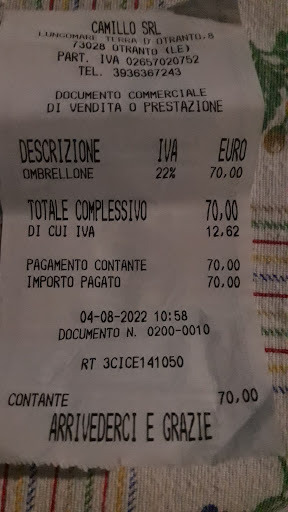 CAMILLO SRL
LUNGOMARE TERRA D'OTRANTO,8
73028 OTRANTO (LE)
PART. IVA 02657020752
TEL. 3936367243
DOCUMENTO COMMERCIALE
DI VENDITA O PRESTAZIONE
DESCRIZIONE IVA EURO
OMBRELLONE 22% 70,00
TOTALE COMPLESSIVO 70,00
DI CUI IVA 12,62
PAGAMENTO CONTANTE 70,00
IMPORTO PAGATO 70,00
04-08-2022 10:58
DOCUMENTO N. 0200-0010
RT 3CICE141050
CONTANTE 70,00
ARRIVEDERCI E GRAZIE